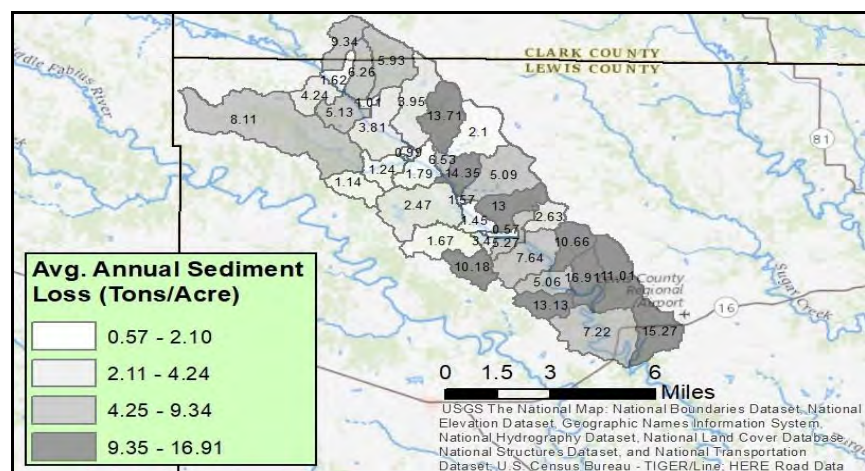 9.34
5.93
CLARK COUNTY
LEWIS COUNTY
6.26
1.62
4.24
1.01
3.95
8.11
5.13
13.71
81
3.81
2.1
0.99
6.53
1.24
1.79
14.35
5.09
1.14
1.57
2.47
13
1.45
2.63
0.57
1.67
3.4
5.27
10.66
7.64
10.18
5.06
16.91
11.01
County
Regional
Airport
Sugar Creek
13.13
16
7.22
15.27
Fabius River
Avg. Annual Sediment
Loss (Tons/Acre)
0.57 - 2.10
2.11 - 4.24
4.25 - 9.34
9.35 - 16.91
0 1.5 3 6
Miles
USGS The National Map: National Boundaries Dataset, National
Elevation Dataset, Geographic Names Information System,
National Hydrography Dataset, National Land Cover Database,
National Structures Dataset, and National Transportation
Dataset, U.S. Census Bureau - TIGER/Line; HERE Road Data